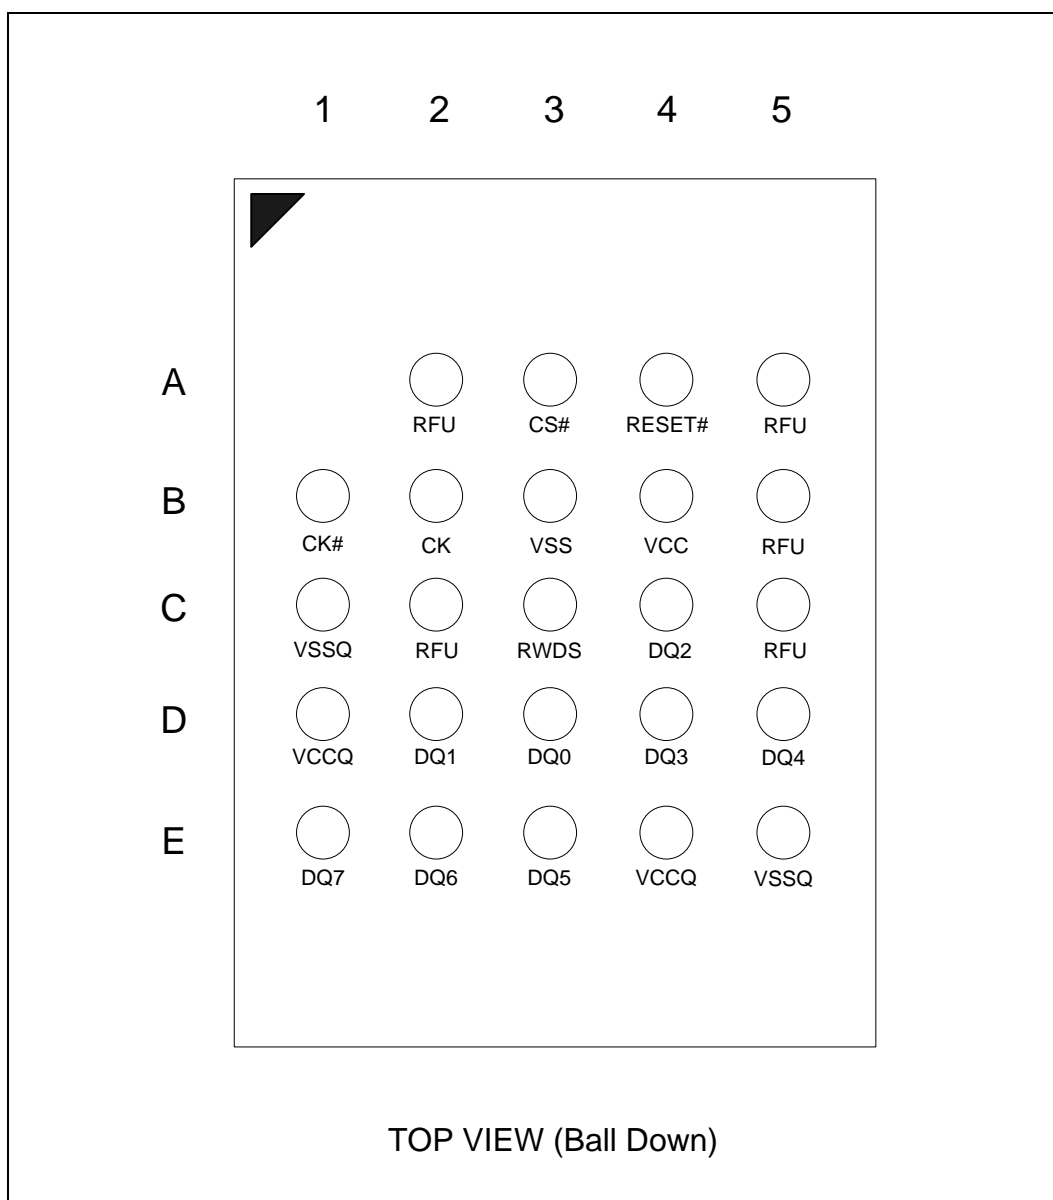 1 2 3 4 5
A
RFU CS# RESET# RFU
B
CK# CK VSS VCC RFU
C
VSSQ RFU RWDS DQ2 RFU
D
VCCQ DQ1 DQ0 DQ3 DQ4
E
DQ7 DQ6 DQ5 VCCQ VSSQ
TOP VIEW (Ball Down)